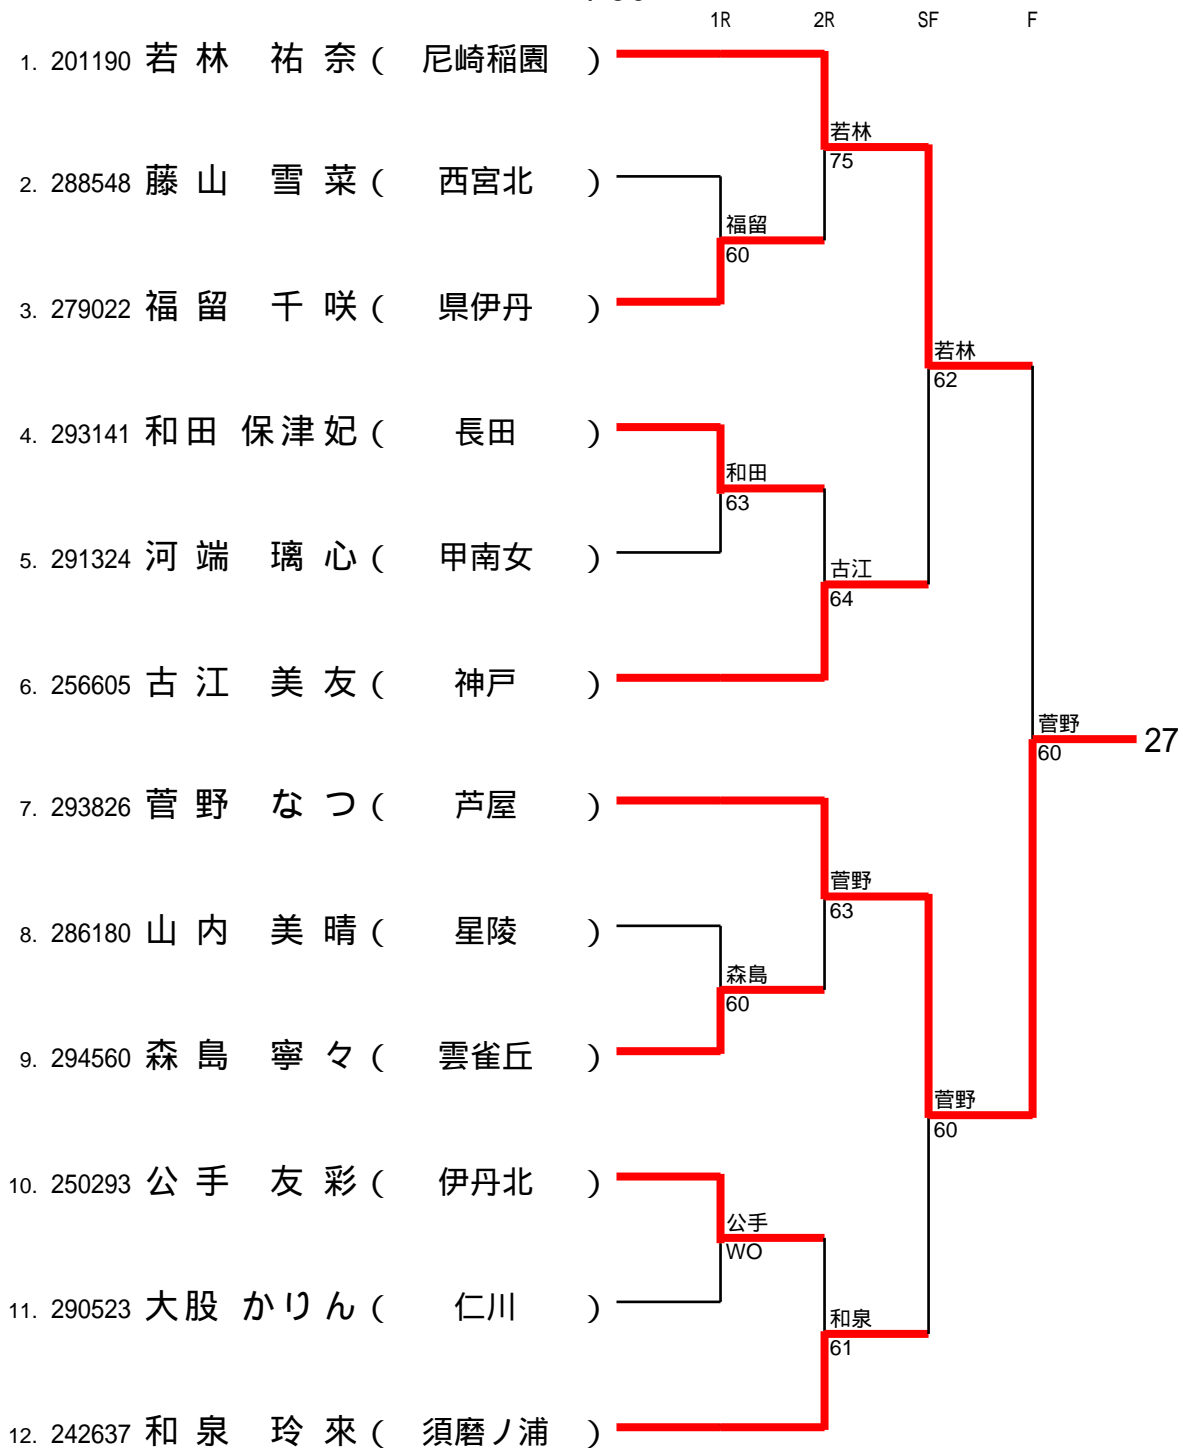 1R 2R SF F
1. 201190 若林 祐奈 ( 尼崎稲園 )
若林
75
2. 288548 藤山 雪菜 ( 西宮北 )
福留
60
3. 279022 福留 千咲 ( 県伊丹 )
若林
62
4. 293141 和田 保津妃 ( 長田 )
和田
63
5. 291324 河端 璃心 ( 甲南女 )
古江
64
6. 256605 古江 美友 ( 神戸 )
菅野
60
27
7. 293826 菅野 なつ ( 芦屋 )
菅野
63
8. 286180 山内 美晴 ( 星陵 )
森島
60
9. 294560 森島 寧々 ( 雲雀丘 )
菅野
60
10. 250293 公手 友彩 ( 伊丹北 )
公手
WO
11. 290523 大股 かりん ( 仁川 )
和泉
61
12. 242637 和泉 玲來 ( 須磨ノ浦 )